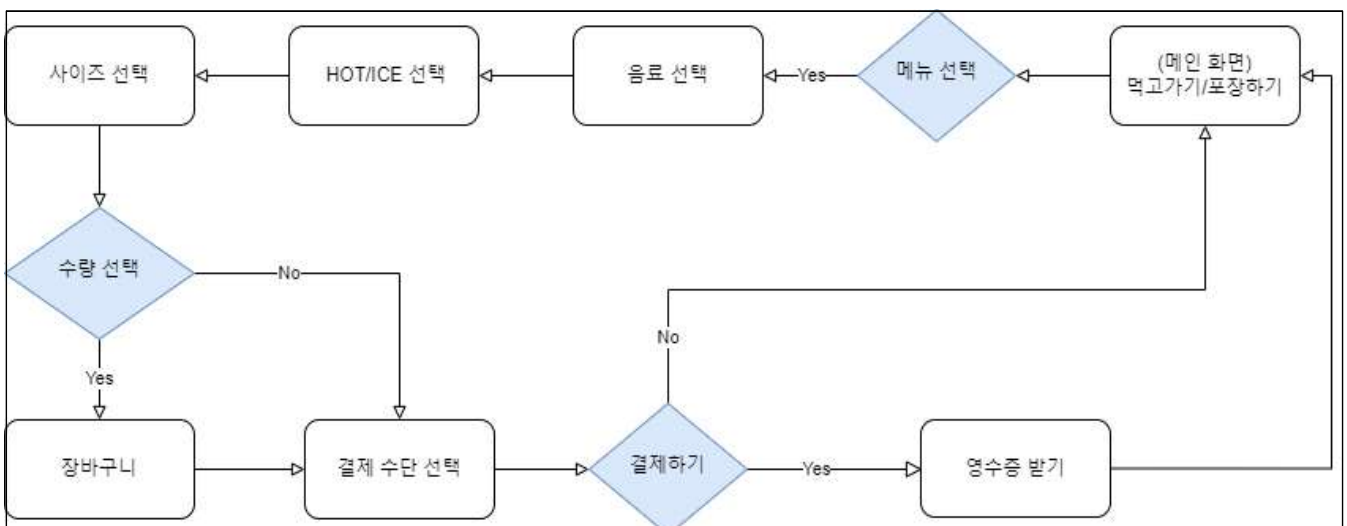 사이즈 선택
HOT/ICE 선택
음료 선택
Yes
메뉴 선택
(메인 화면)
먹고가기/포장하기
수량 선택
No
No
Yes
장바구니
결제 수단 선택
결제하기
Yes
영수증 받기